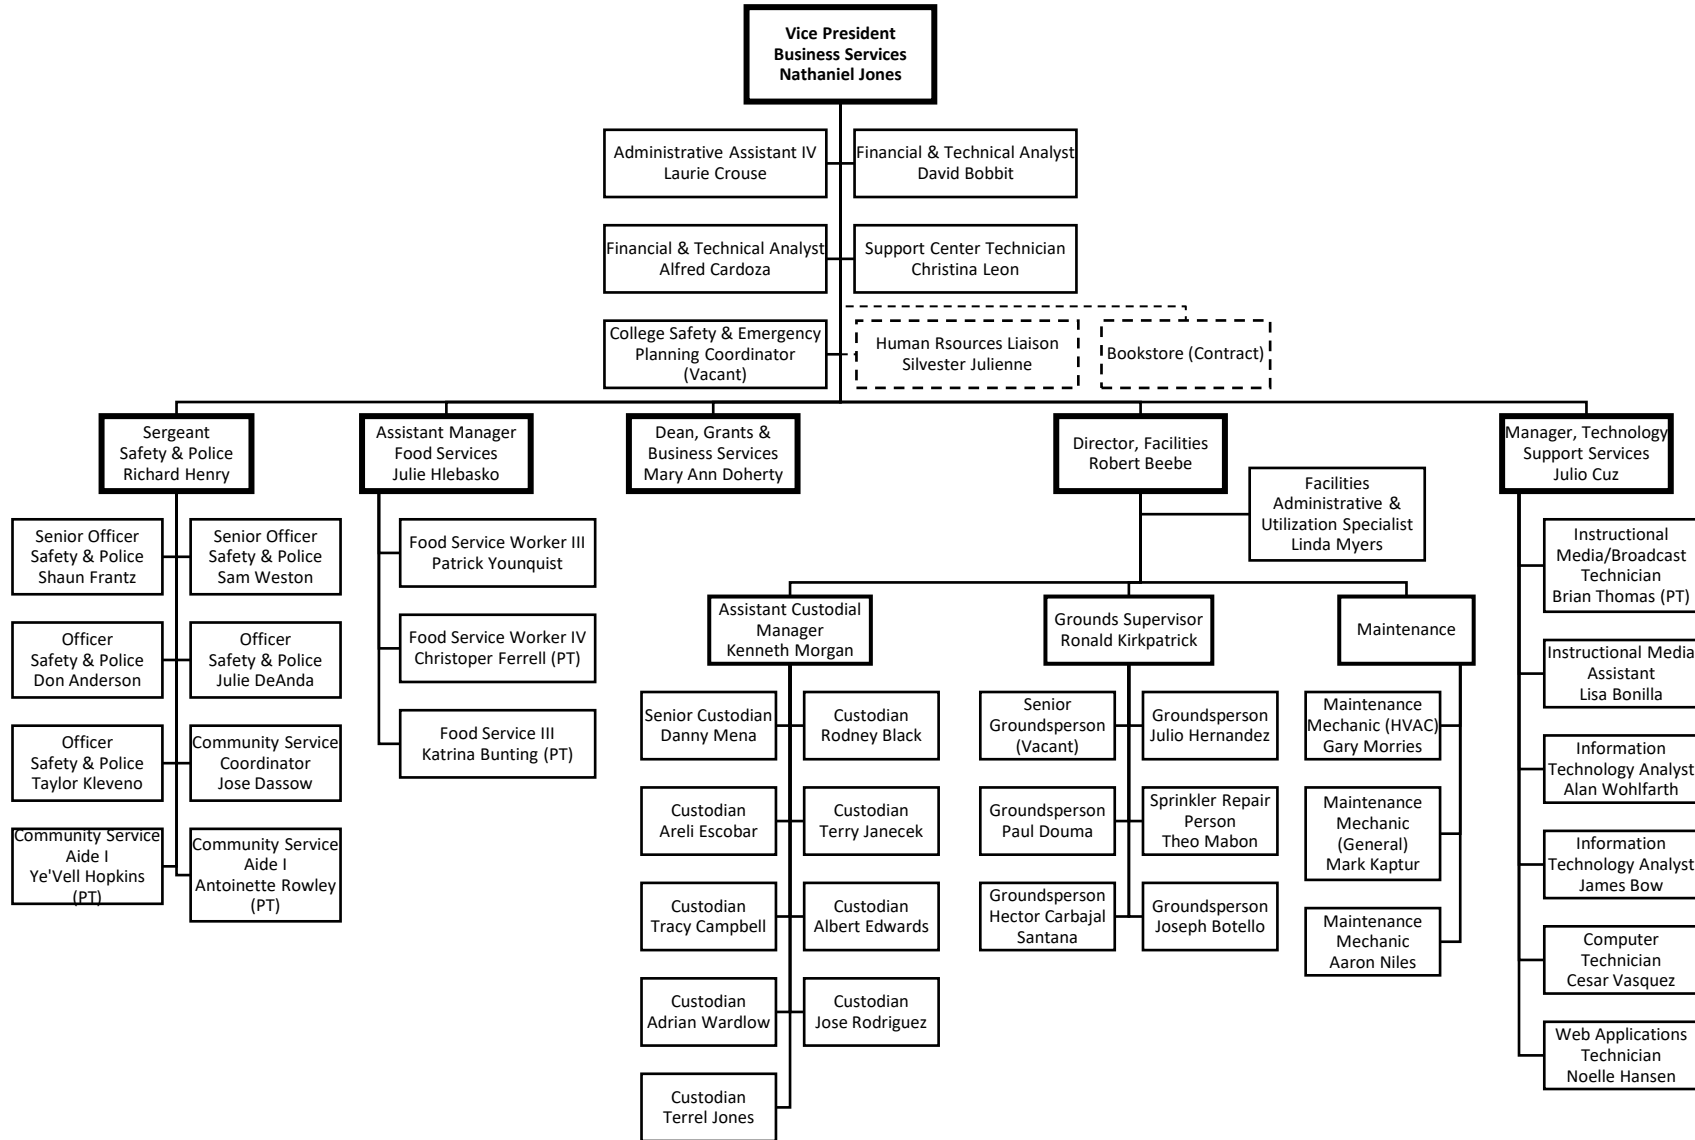 Vice President
Business Services
Nathaniel Jones
Administrative Assistant IV
Laurie Crouse
Financial & Technical Analyst
David Bobbit
Financial & Technical Analyst
Alfred Cardoza
Support Center Technician
Christina Leon
College Safety & Emergency
Planning Coordinator
(Vacant)
Human Rsources Liaison
Silvester Julienne
Bookstore (Contract)
Sergeant
Safety & Police
Richard Henry
Assistant Manager
Food Services
Julie Hlebasko
Dean, Grants &
Business Services
Mary Ann Doherty
Director, Facilities
Robert Beebe
Manager, Technology
Support Services
Julio Cuz
Facilities
Administrative &
Utilization Specialist
Linda Myers
Senior Officer
Safety & Police
Shaun Frantz
Senior Officer
Safety & Police
Sam Weston
Officer
Safety & Police
Don Anderson
Officer
Safety & Police
Julie DeAnda
Officer
Safety & Police
Taylor Kleveno
Community Service
Coordinator
Jose Dassow
Community Service
Aide I
Ye'Vell Hopkins
(PT)
Community Service
Aide I
Antoinette Rowley
(PT)
Food Service Worker III
Patrick Younquist
Food Service Worker IV
Christoper Ferrell (PT)
Food Service III
Katrina Bunting (PT)
Assistant Custodial
Manager
Kenneth Morgan
Grounds Supervisor
Ronald Kirkpatrick
Maintenance
Senior Custodian
Danny Mena
Custodian
Rodney Black
Custodian
Areli Escobar
Custodian
Terry Janecek
Custodian
Tracy Campbell
Custodian
Albert Edwards
Custodian
Adrian Wardlow
Custodian
Jose Rodriguez
Custodian
Terrel Jones
Senior
Groundsperson
(Vacant)
Groundsperson
Julio Hernandez
Groundsperson
Paul Douma
Sprinkler Repair
Person
Theo Mabon
Groundsperson
Hector Carbajal
Santana
Groundsperson
Joseph Botello
Maintenance
Mechanic (HVAC)
Gary Morries
Maintenance
Mechanic
(General)
Mark Kaptur
Maintenance
Mechanic
Aaron Niles
Instructional
Media/Broadcast
Technician
Brian Thomas (PT)
Instructional Media
Assistant
Lisa Bonilla
Information
Technology Analyst
Alan Wohlfarth
Information
Technology Analyst
James Bow
Computer
Technician
Cesar Vasquez
Web Applications
Technician
Noelle Hansen